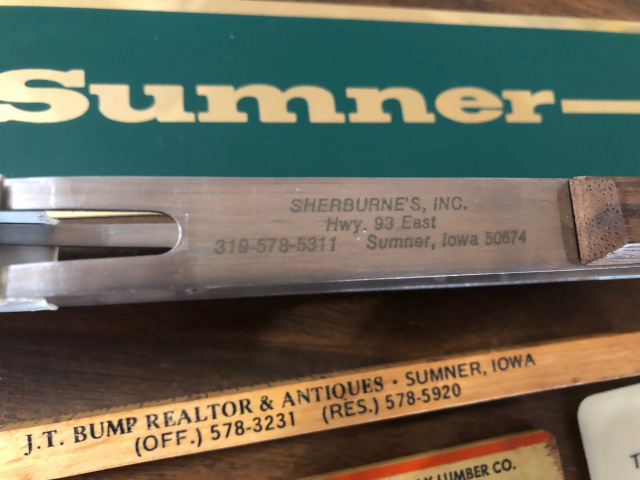 Sumner
SHERBURNE'S, INC.
Hwy. 93 East
319-578-5311 Sumner, Iowa 50674
J.T. BUMP REALTOR & ANTIQUES · SUMNER, IOWA
(OFF.) 578-3231 (RES.) 578-5920
LUMBER CO.